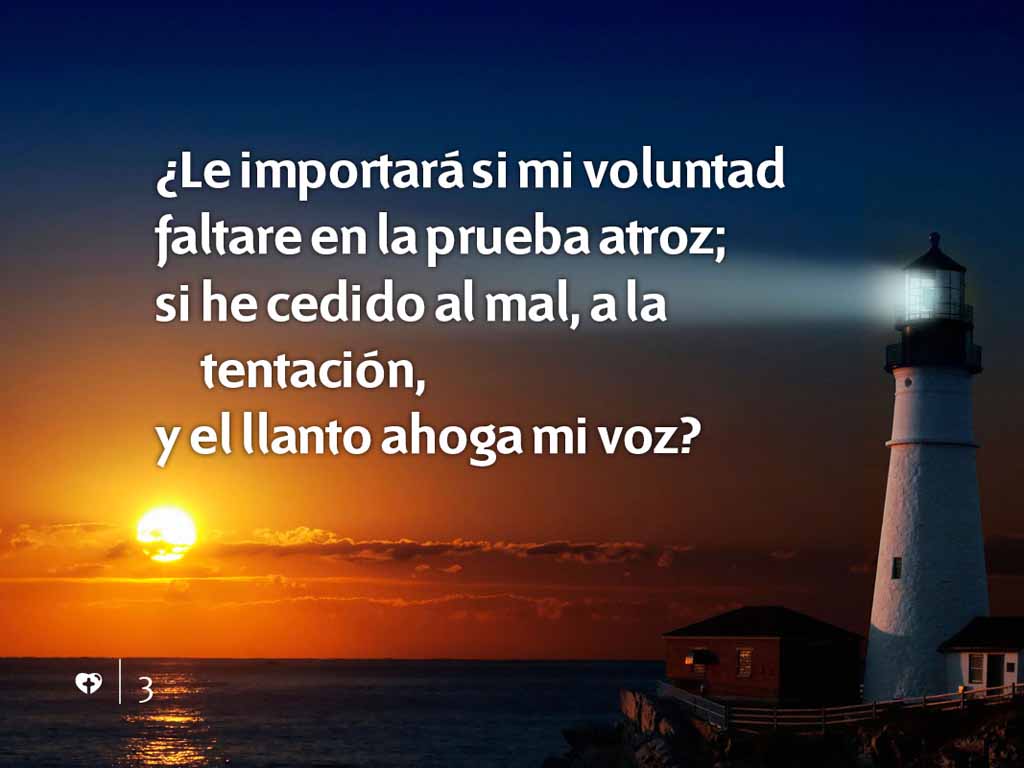 ¿Le importará si mi voluntad
faltare en la prueba atroz;
si he cedido al mal, a la
tentación,
y el llanto ahoga mi voz?
3